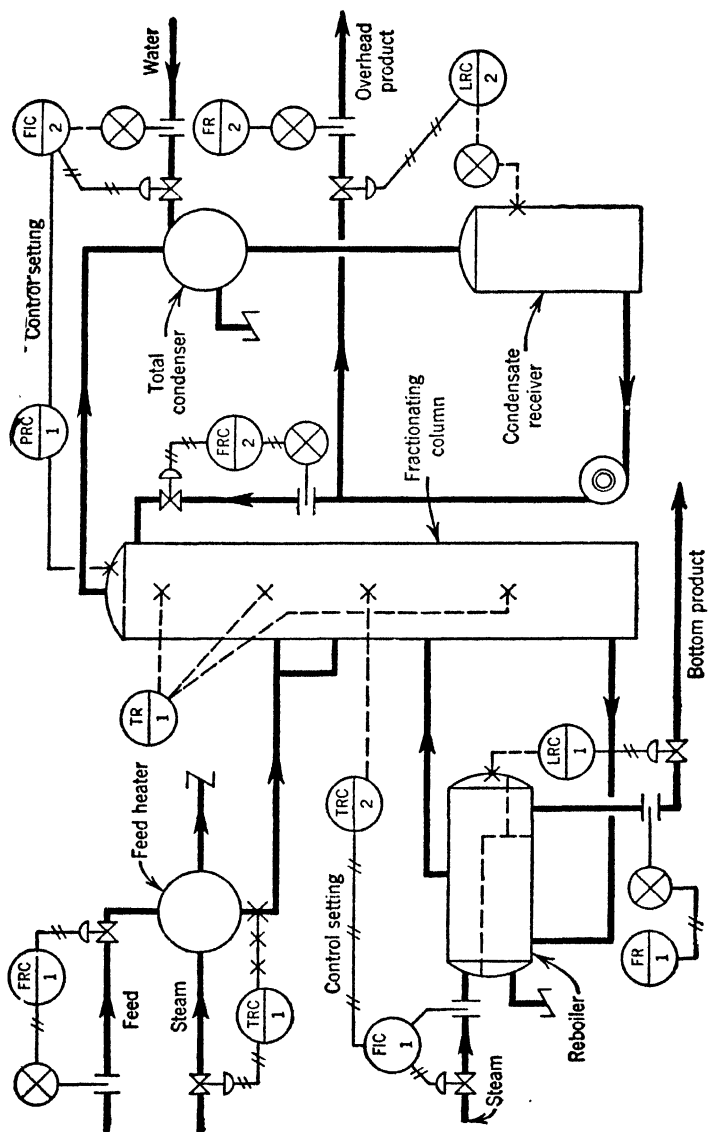 FIC
2
Water
FR
2
Overhead
product
LRC
2
Control setting
PRC
1
Total
condenser
FRC
2
Condensate
receiver
Fractionating
column
TR
1
Feed heater
FRC
1
Feed
Steam
TRC
1
TRC
2
Control setting
FIC
1
Steam
Reboiler
LRC
1
FR
1
Bottom product